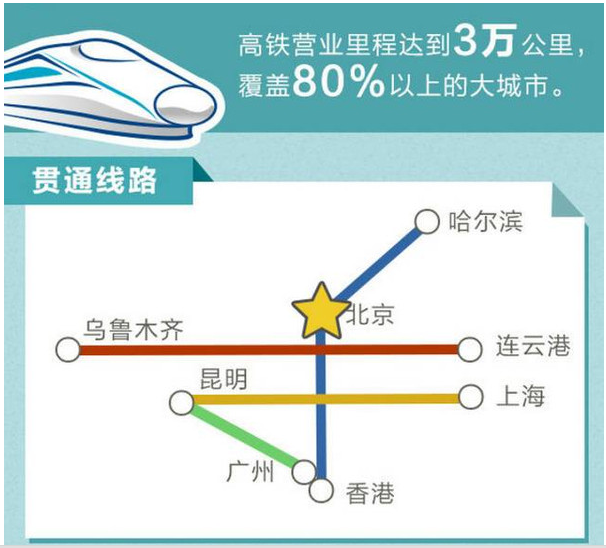 高铁营业里程达到3万公里，
覆盖80%以上的大城市。
贯通线路
哈尔滨
北京
乌鲁木齐
连云港
昆明
上海
广州
香港